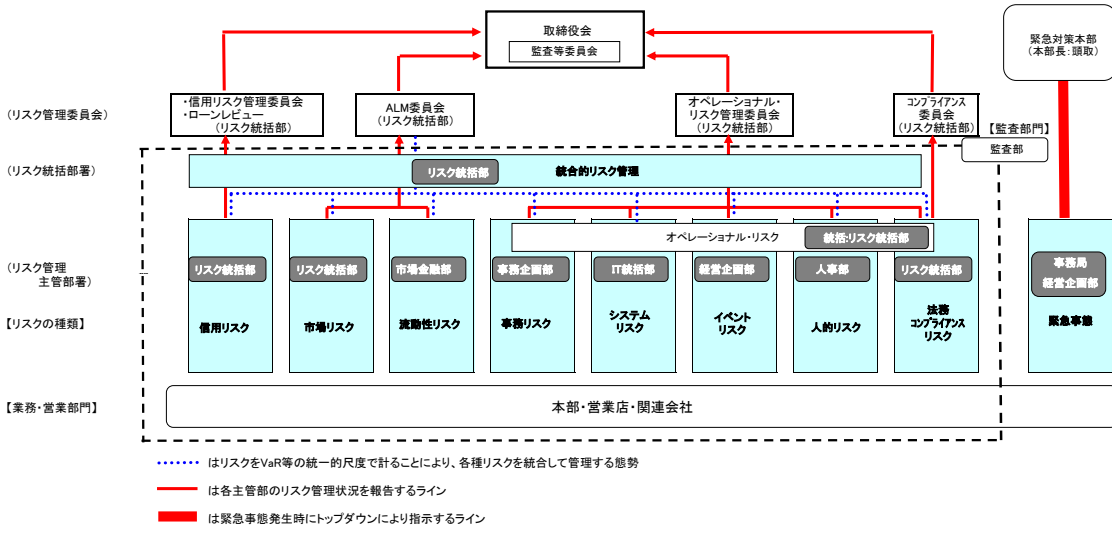 取締役会
監査等委員会
緊急対策本部
(本部長:頭取)
(リスク管理委員会)
・信用リスク管理委員会
・ローンレビュー
(リスク統括部)
ALM委員会
(リスク統括部)
オペレーショナル・
リスク管理委員会
(リスク統括部)
コンプライアンス
委員会
(リスク統括部)
【監査部門】
監査部
(リスク統括部署)
リスク統括部
統合的リスク管理
オペレーショナル・リスク
統括:リスク統括部
(リスク管理
主管部署)
リスク統括部
リスク統括部
市場金融部
事務企画部
IT統括部
経営企画部
人事部
リスク統括部
事務局
経営企画部
【リスクの種類】
信用リスク
市場リスク
流動性リスク
事務リスク
システム
リスク
イベント
リスク
人的リスク
法務
コンプライアンス
リスク
緊急事態
【業務・営業部門】
本部・営業店・関連会社
はリスクをVaR等の統一的尺度で計ることにより、各種リスクを統合して管理する態勢
は各主管部のリスク管理状況を報告するライン
は緊急事態発生時にトップダウンにより指示するライン